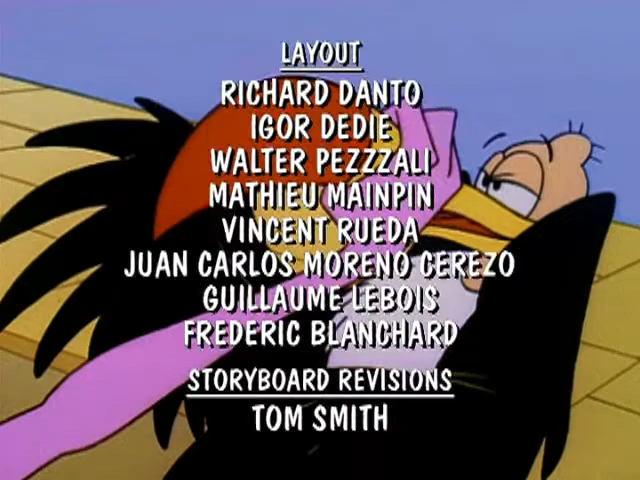 LAYOUT
RICHARD DANTO
IGOR DEDIE
WALTER PEZZZALI
MATHIEU MAINPIN
VINCENT RUEDA
JUAN CARLOS MORENO CEREZO
GUILLAUME LEBOIS
FREDERIC BLANCHARD
STORYBOARD REVISIONS
TOM SMITH